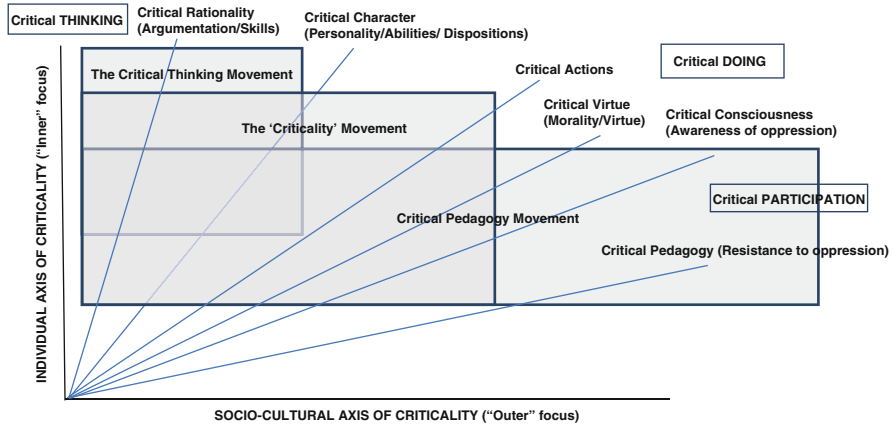 Critical THINKING
Critical Rationality
(Argumentation/Skills)
Critical Character
(Personality/Abilities/ Dispositions)
Critical Actions
Critical DOING
The Critical Thinking Movement
Critical Virtue
(Morality/Virtue)
Critical Consciousness
(Awareness of oppression)
The ‘Criticality’ Movement
Critical PARTICIPATION
Critical Pedagogy Movement
Critical Pedagogy (Resistance to oppression)
INDIVIDUAL AXIS OF CRITICALITY (“Inner” focus)
SOCIO-CULTURAL AXIS OF CRITICALITY (“Outer” focus)